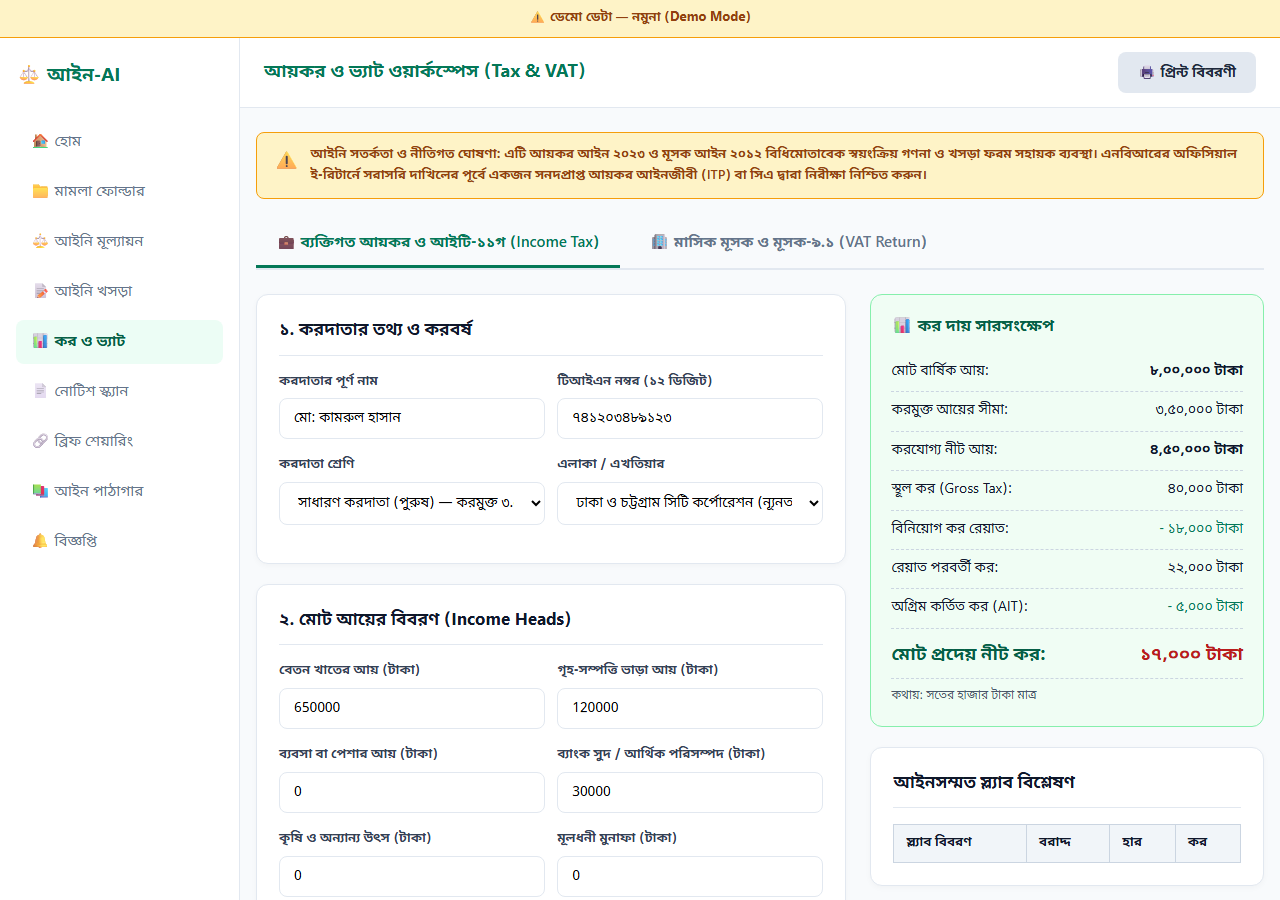 ডেমো ডেটা — নমুনা (Demo Mode)
আইন-AI
হোম
মামলা ফোল্ডার
আইনি মূল্যায়ন
আইনি খসড়া
কর ও ভ্যাট
নোটিশ স্ক্যান
ব্রিফ শেয়ারিং
আইন পাঠাগার
বিজ্ঞপ্তি
আয়কর ও ভ্যাট ওয়ার্কস্পেস (Tax & VAT)
প্রিন্ট বিবরণী
আইনি সতর্কতা ও নীতিগত ঘোষণা: এটি আয়কর আইন ২০২৩ ও মূসক আইন ২০১২ বিধিমোতাবেক স্বয়ংক্রিয় গণনা ও খসড়া ফরম সহায়ক ব্যবস্থা। এনবিআরের অফিসিয়াল
ই-রিটার্নে সরাসরি দাখিলের পূর্বে একজন সনদপ্রাপ্ত আয়কর আইনজীবী (ITP) বা সিএ দ্বারা নিরীক্ষা নিশ্চিত করুন।
ব্যক্তিগত আয়কর ও আইটি-১১গ (Income Tax)
মাসিক মূসক ও মূসক-৯.১ (VAT Return)
১. করদাতার তথ্য ও করবর্ষ
করদাতার পূর্ণ নাম
টিআইএন নম্বর (১২ ডিজিট)
মো: কামরুল হাসান
৭৪১২০৩৪৮৯১২৩
করদাতা শ্রেণি
এলাকা / এখতিয়ার
সাধারণ করদাতা (পুরুষ) — করমুক্ত ৩.
ঢাকা ও চট্টগ্রাম সিটি কর্পোরেশন (ন্যূনত
২. মোট আয়ের বিবরণ (Income Heads)
বেতন খাতের আয় (টাকা)
গৃহ-সম্পত্তি ভাড়া আয় (টাকা)
650000
120000
ব্যবসা বা পেশার আয় (টাকা)
ব্যাংক সুদ / আর্থিক পরিসম্পদ (টাকা)
0
30000
কৃষি ও অন্যান্য উৎস (টাকা)
মূলধনী মুনাফা (টাকা)
0
0
কর দায় সারসংক্ষেপ
মোট বার্ষিক আয়: ৮,০০,০০০ টাকা
করমুক্ত আয়ের সীমা: ৩,৫০,০০০ টাকা
করযোগ্য নীট আয়: ৪,৫০,০০০ টাকা
স্থূল কর (Gross Tax): ৪০,০০০ টাকা
বিনিয়োগ কর রেয়াত: - ১৮,০০০ টাকা
রেয়াত পরবর্তী কর: ২২,০০০ টাকা
অগ্রিম কর্তিত কর (AIT): - ৫,০০০ টাকা
মোট প্রদেয় নীট কর: ১৭,০০০ টাকা
কথায়: সতের হাজার টাকা মাত্র
আইনসম্মত স্ল্যাব বিশ্লেষণ
স্ল্যাব বিবরণ বরাদ্দ হার কর